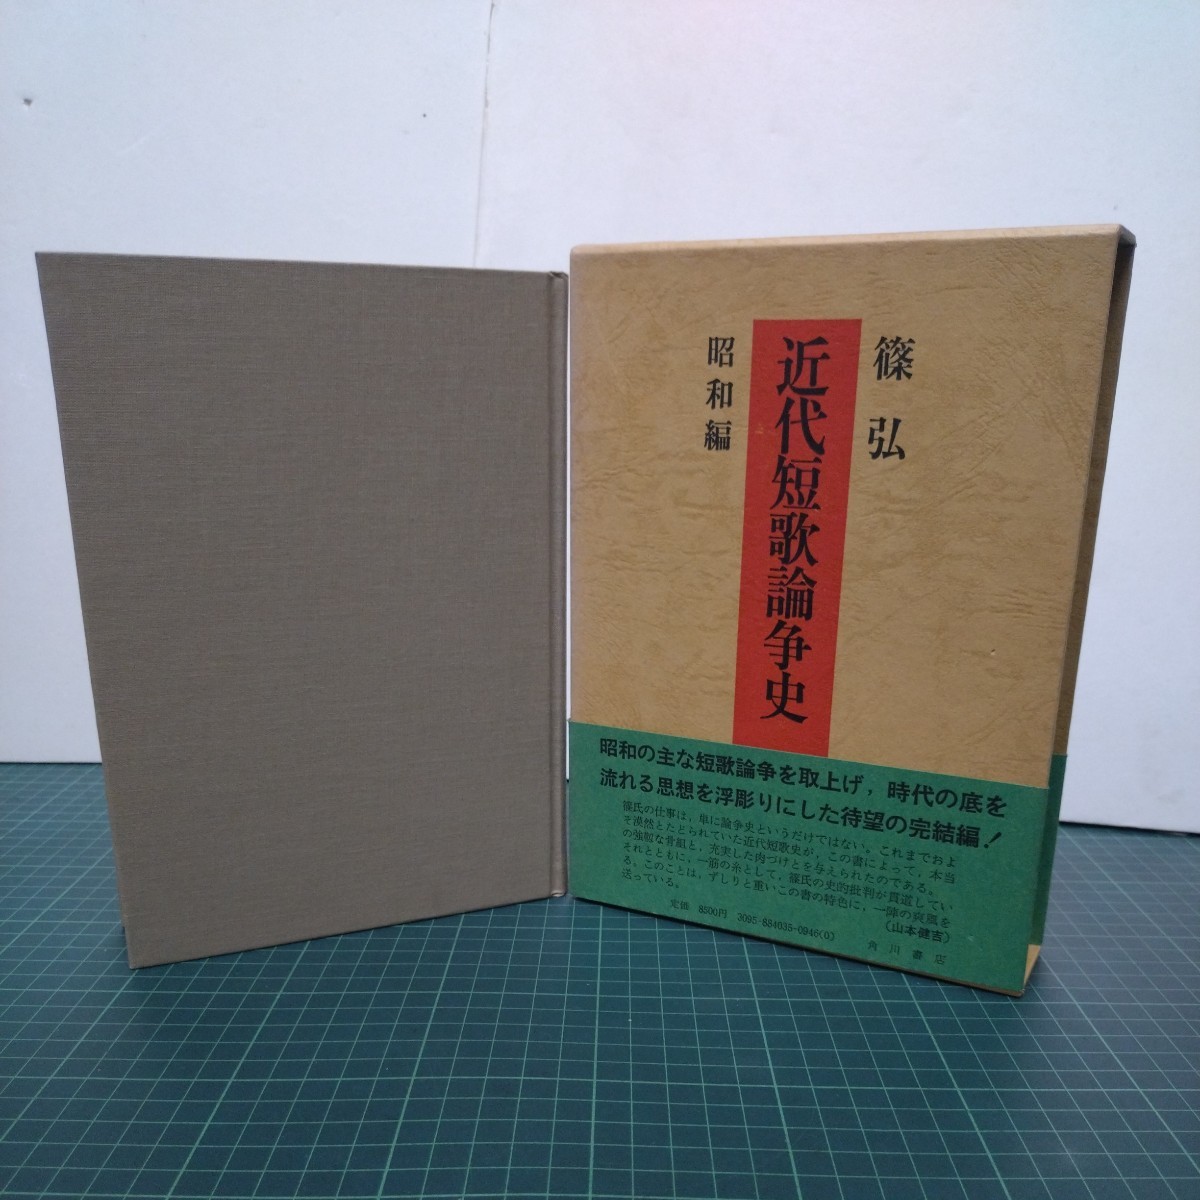 篠弘
近代短歌論争史
昭和編
昭和の主な短歌論争を取上げ，時代の底を
流れる思想を浮彫りにした待望の完結編！
篠氏の仕事は，単に論争史というだけではない。これまでおよ
そ漠然とたどられていた近代短歌史が，この書によって，本当
の強靱な骨組と，充実した肉づけとを与えられたのである。
それとともに，一筋の糸として，篠氏の史的批判が貫道してい
る。このことは，ずしりと重いこの書の特色に，一陣の爽風を
送っている。
（山本健吉）
定価 8500円 3095-884035-0946(0)
角川書店